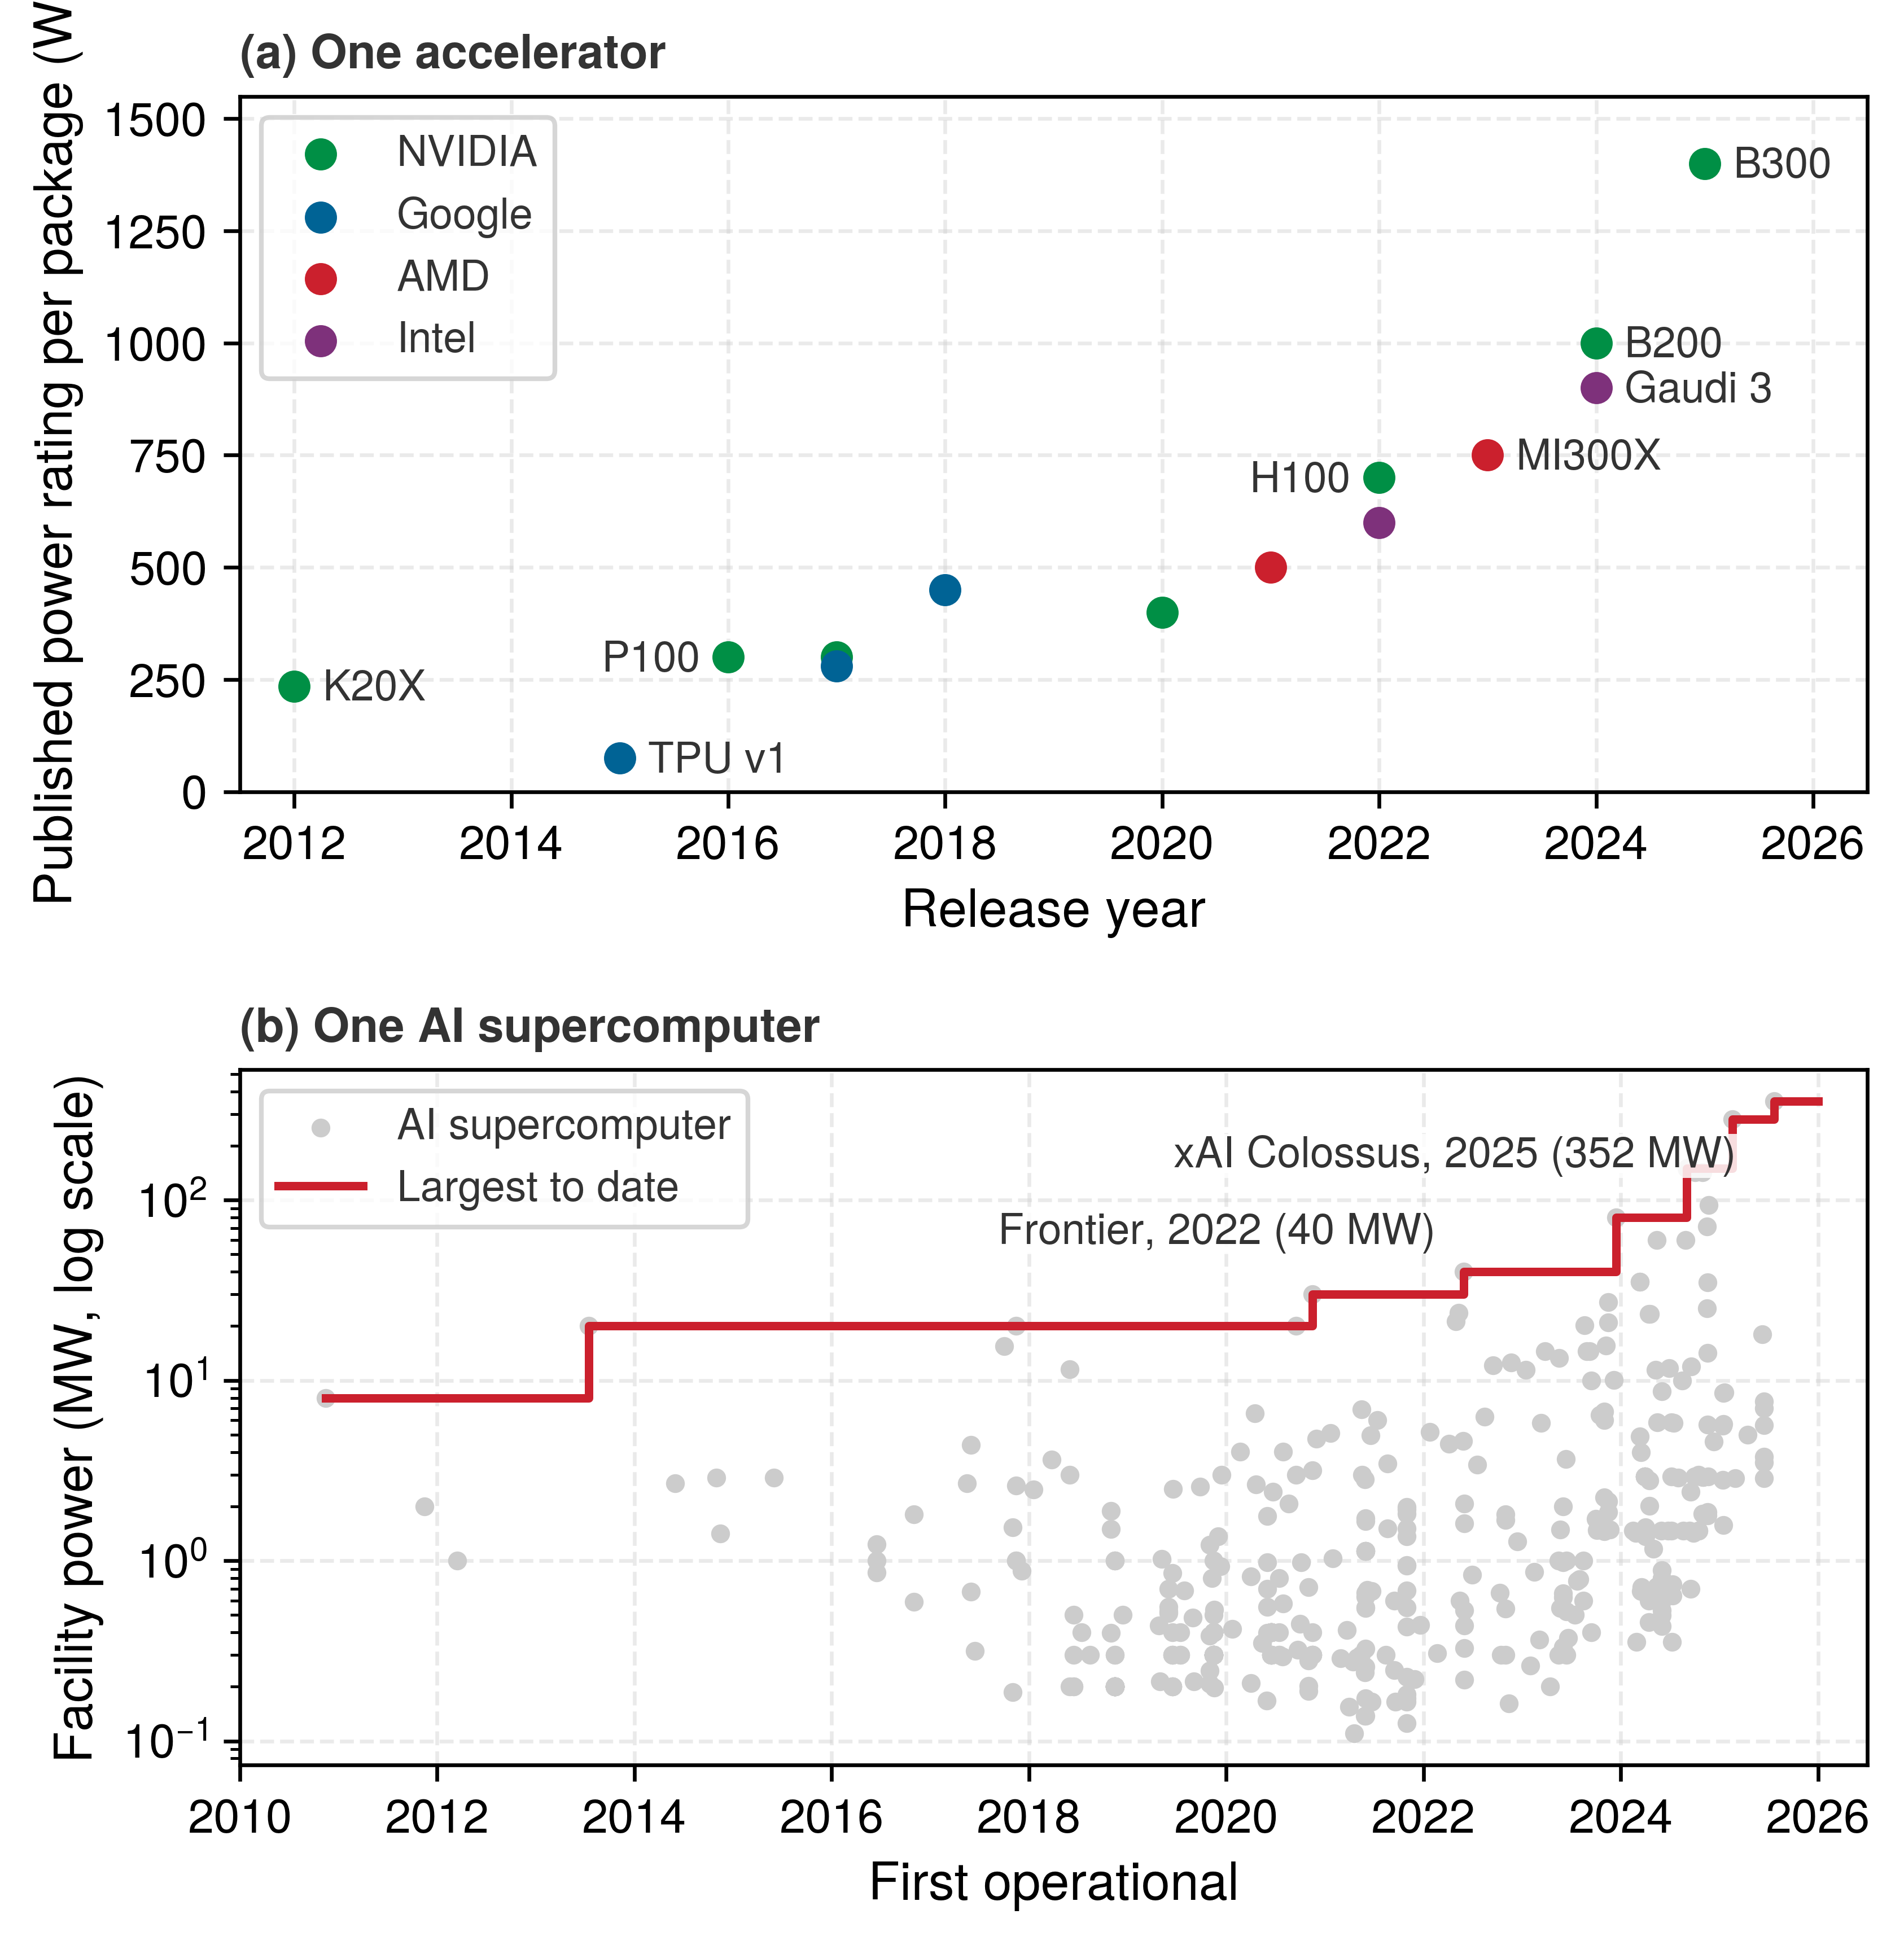 (a) One accelerator
Published power rating per package (W
1500
1250
1000
750
500
250
0
NVIDIA
Google
AMD
Intel
B300
B200
Gaudi 3
MI300X
H100
P100
K20X
TPU v1
2012 2014 2016 2018 2020 2022 2024 2026
Release year
(b) One AI supercomputer
Facility power (MW, log scale)
10²
10¹
10⁰
10⁻¹
AI supercomputer
Largest to date
xAI Colossus, 2025 (352 MW)
Frontier, 2022 (40 MW)
2010 2012 2014 2016 2018 2020 2022 2024 2026
First operational